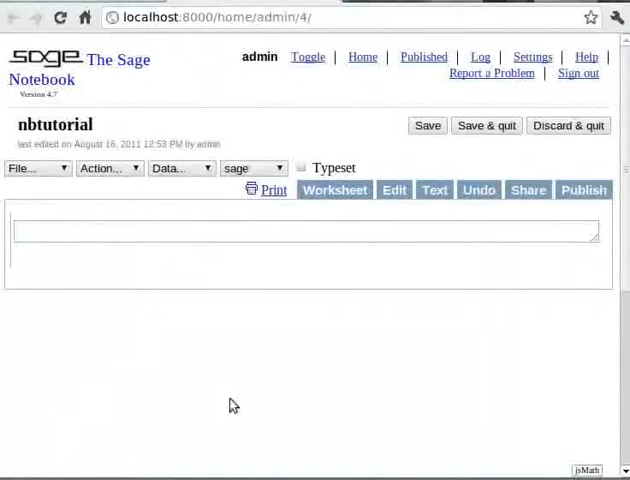 localhost:8000/home/admin/4/
sage The Sage
Notebook
Version 4.7
admin Toggle | Home | Published | Log | Settings | Help |
Report a Problem | Sign out
nbtutorial
last edited on August 16, 2011 12:53 PM by admin
Save Save & quit Discard & quit
File... Action... Data... sage Typeset
Print Worksheet Edit Text Undo Share Publish
jsMath